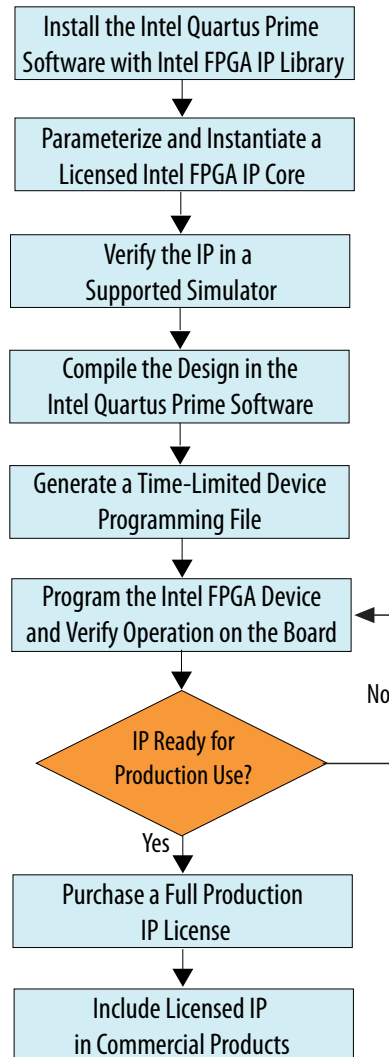 Install the Intel Quartus Prime
Software with Intel FPGA IP Library
Parameterize and Instantiate a
Licensed Intel FPGA IP Core
Verify the IP in a
Supported Simulator
Compile the Design in the
Intel Quartus Prime Software
Generate a Time-Limited Device
Programming File
Program the Intel FPGA Device
and Verify Operation on the Board
No
IP Ready for
Production Use?
Yes
Purchase a Full Production
IP License
Include Licensed IP
in Commercial Products